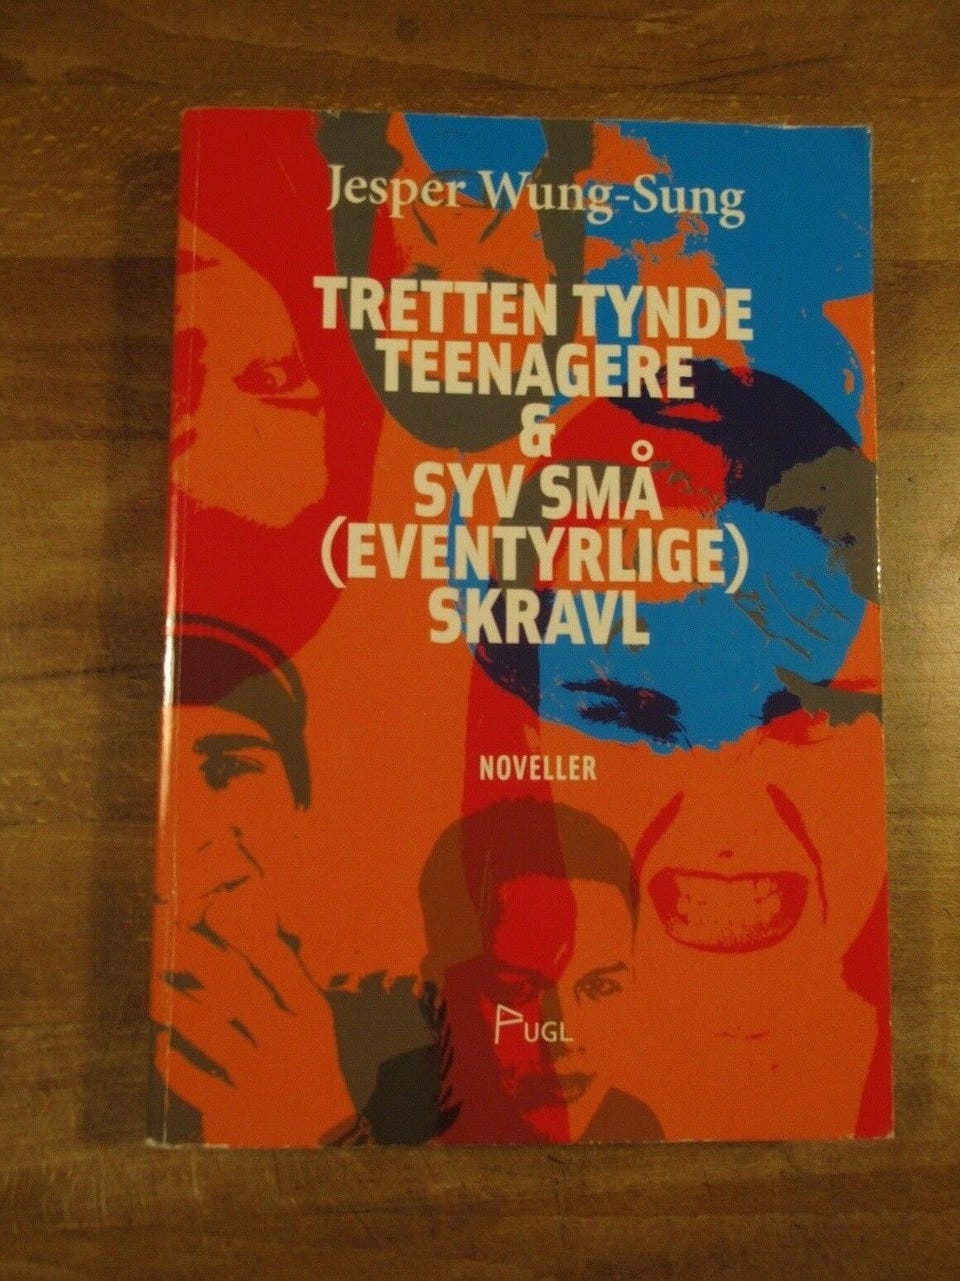 Jesper Wung-Sung
TRETTEN TYNDE
TEENAGERE
&
SYV SMÅ
(EVENTYRLIGE)
SKRAVL
NOVELLER
PUGL